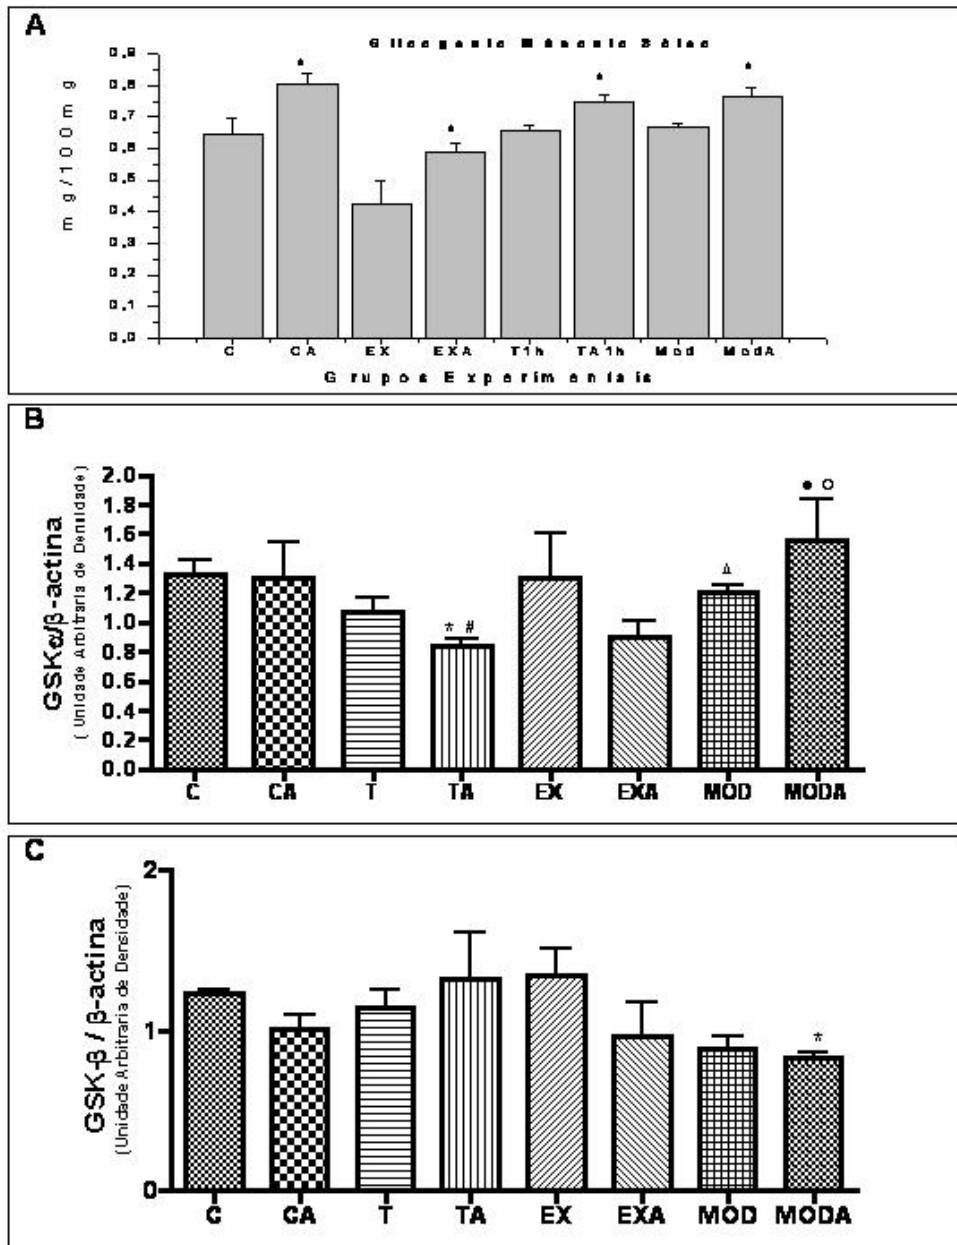 A
Glicogenio Músculo Sóleo
mg/100mg
0,9
0,8
0,7
0,6
0,5
0,4
0,3
0,2
0,1
0,0
* * * *
C CA EX EXA T1h TA1h Mod ModA
Grupos Experimentais
B
GSKα/β-actina
( Unidade Arbitraria de Densidade)
2.0
1.8
1.6
1.4
1.2
1.0
0.8
0.6
0.4
0.2
0.0
* # Δ ● O
C CA T TA EX EXA MOD MODA
C
GSK-β / β-actina
(Unidade Arbitraria de Densidade)
2
1
0
*
C CA T TA EX EXA MOD MODA